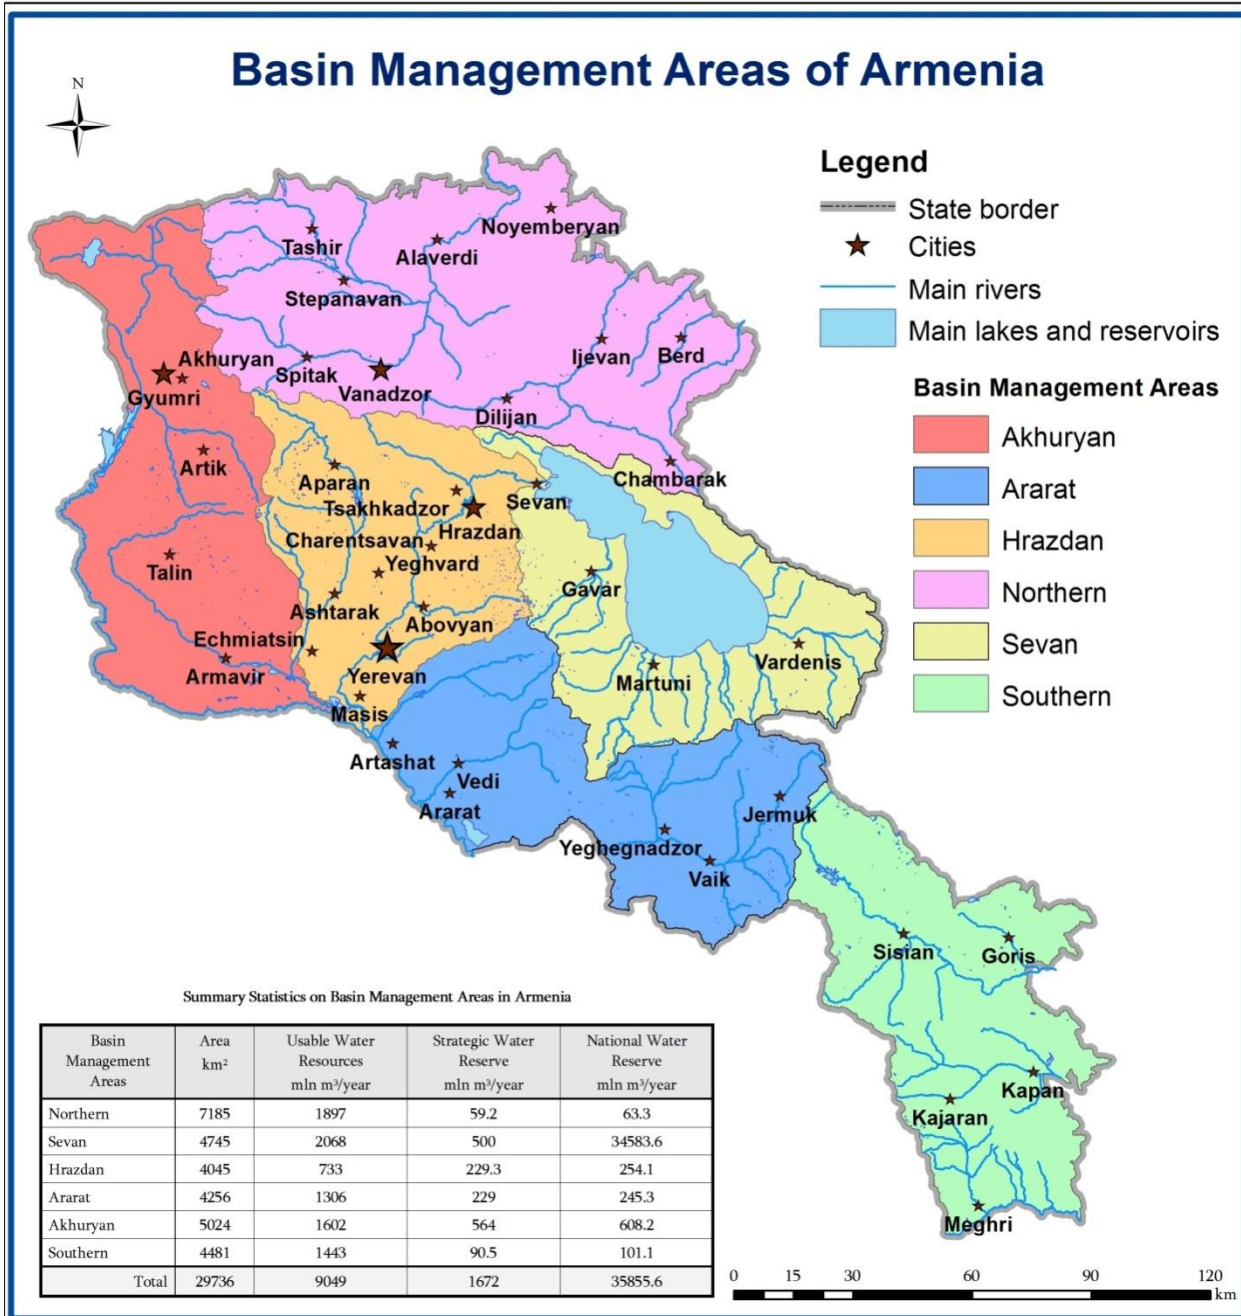 Basin Management Areas of Armenia
N
Legend
State border
Cities
Main rivers
Main lakes and reservoirs
Basin Management Areas
Akhuryan
Ararat
Hrazdan
Northern
Sevan
Southern
Noyemberyan
Tashir
Alaverdi
Stepanavan
Ijevan
Berd
Akhuryan
Spitak
Gyumri
Vanadzor
Dilijan
Artik
Aparan
Chambarak
Tsakhkadzor
Sevan
Hrazdan
Charentsavan
Yeghvard
Talin
Gavar
Ashtarak
Abovyan
Echmiatsin
Armavir
Yerevan
Martuni
Vardenis
Masis
Artashat
Vedi
Ararat
Jermuk
Yeghegnadzor
Vaik
Sisian
Goris
Kapan
Kajaran
Meghri
Summary Statistics on Basin Management Areas in Armenia
Basin Management Areas
Area km²
Usable Water Resources mln m³/year
Strategic Water Reserve mln m³/year
National Water Reserve mln m³/year
Northern 7185 1897 59.2 63.3
Sevan 4745 2068 500 34583.6
Hrazdan 4045 733 229.3 254.1
Ararat 4256 1306 229 245.3
Akhuryan 5024 1602 564 608.2
Southern 4481 1443 90.5 101.1
Total 29736 9049 1672 35855.6
0 15 30 60 90 120
km